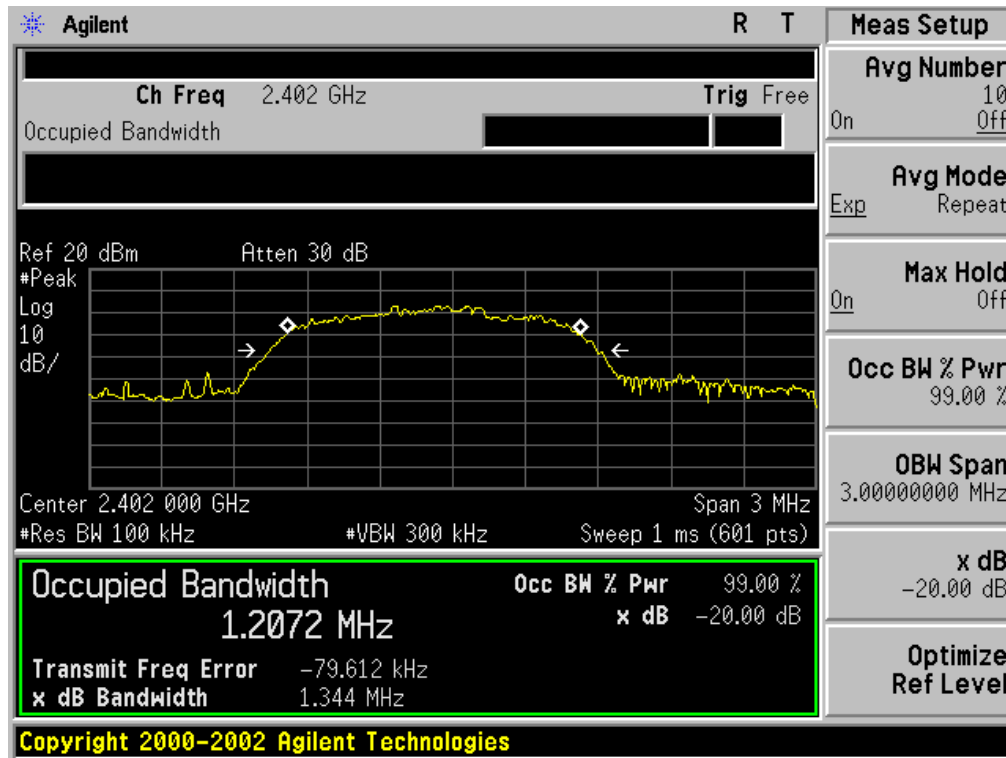 Agilent R T
Ch Freq 2.402 GHz Trig Free
Occupied Bandwidth
Ref 20 dBm Atten 30 dB
#Peak
Log
10
dB/
Center 2.402 000 GHz Span 3 MHz
#Res BW 100 kHz #VBW 300 kHz Sweep 1 ms (601 pts)
Occupied Bandwidth Occ BW % Pwr 99.00 %
1.2072 MHz x dB -20.00 dB
Transmit Freq Error -79.612 kHz
x dB Bandwidth 1.344 MHz
Copyright 2000-2002 Agilent Technologies
Meas Setup
Avg Number
10
On Off
Avg Mode
Exp Repeat
Max Hold
On Off
Occ BW % Pwr
99.00 %
OBW Span
3.00000000 MHz
x dB
-20.00 dB
Optimize
Ref Level